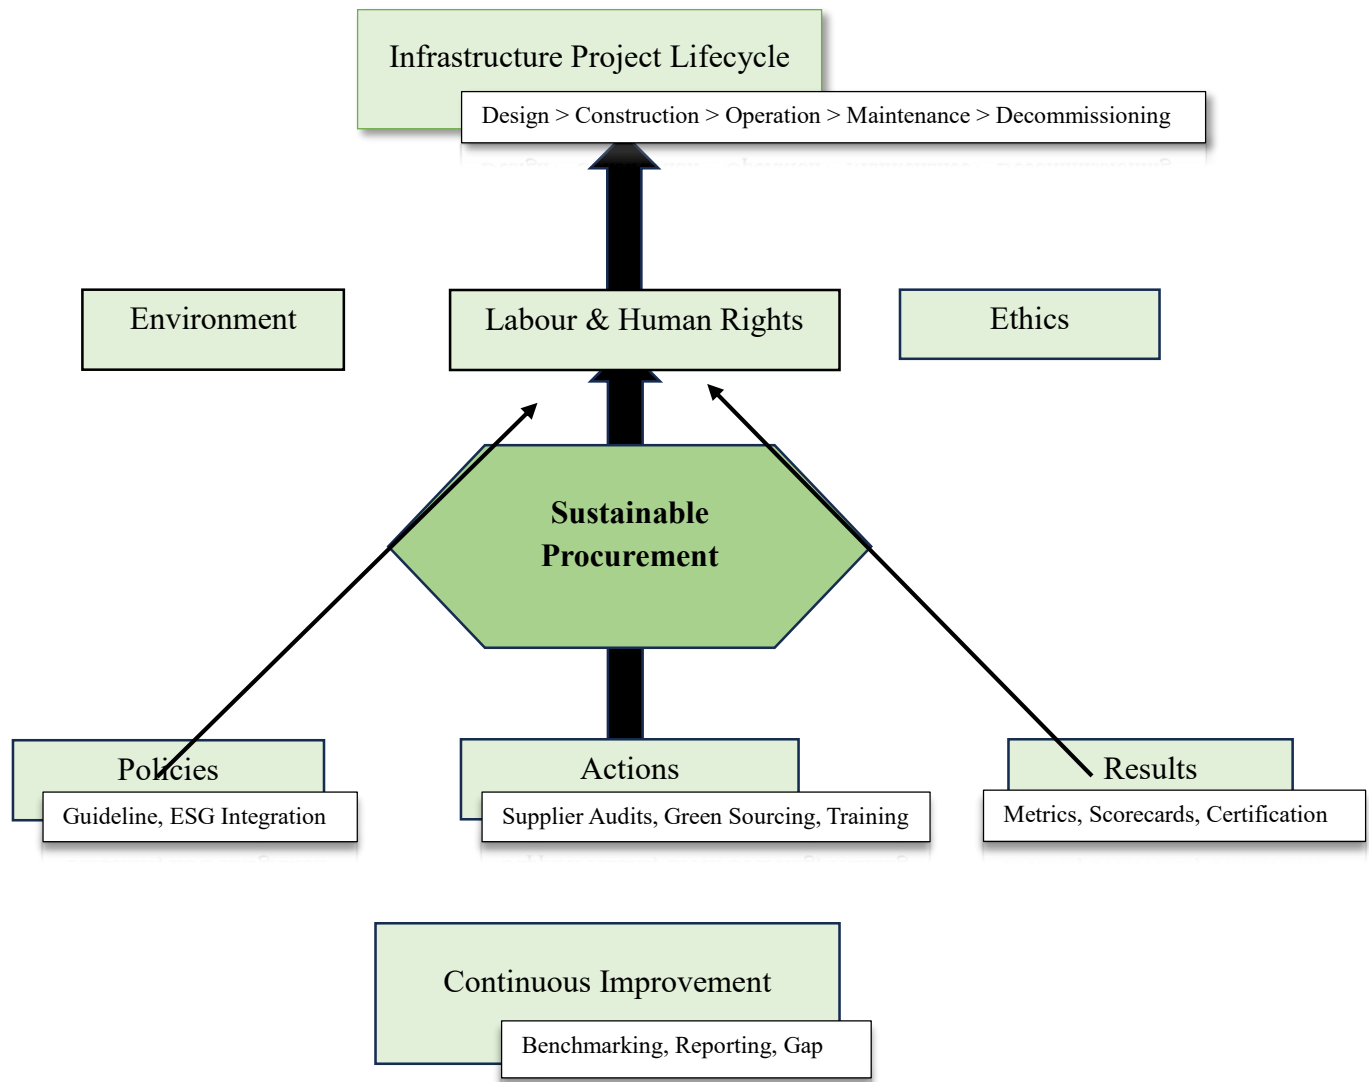 Infrastructure Project Lifecycle
Design > Construction > Operation > Maintenance > Decommissioning
Environment
Labour & Human Rights
Ethics
Sustainable
Procurement
Policies
Guideline, ESG Integration
Actions
Supplier Audits, Green Sourcing, Training
Results
Metrics, Scorecards, Certification
Continuous Improvement
Benchmarking, Reporting, Gap